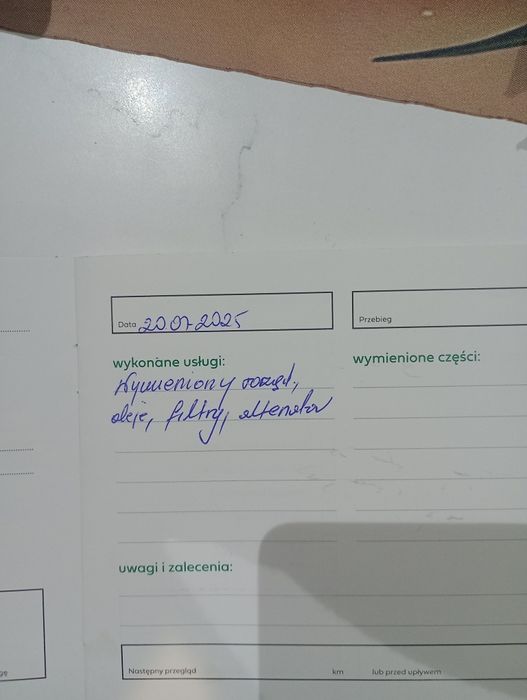 Data 20 07 2025
Przebieg
wykonane usługi:
wymienione części:
Wymieniony rozrząd,
oleje, filtry, alternator
uwagi i zalecenia:
Następny przegląd km lub przed upływem